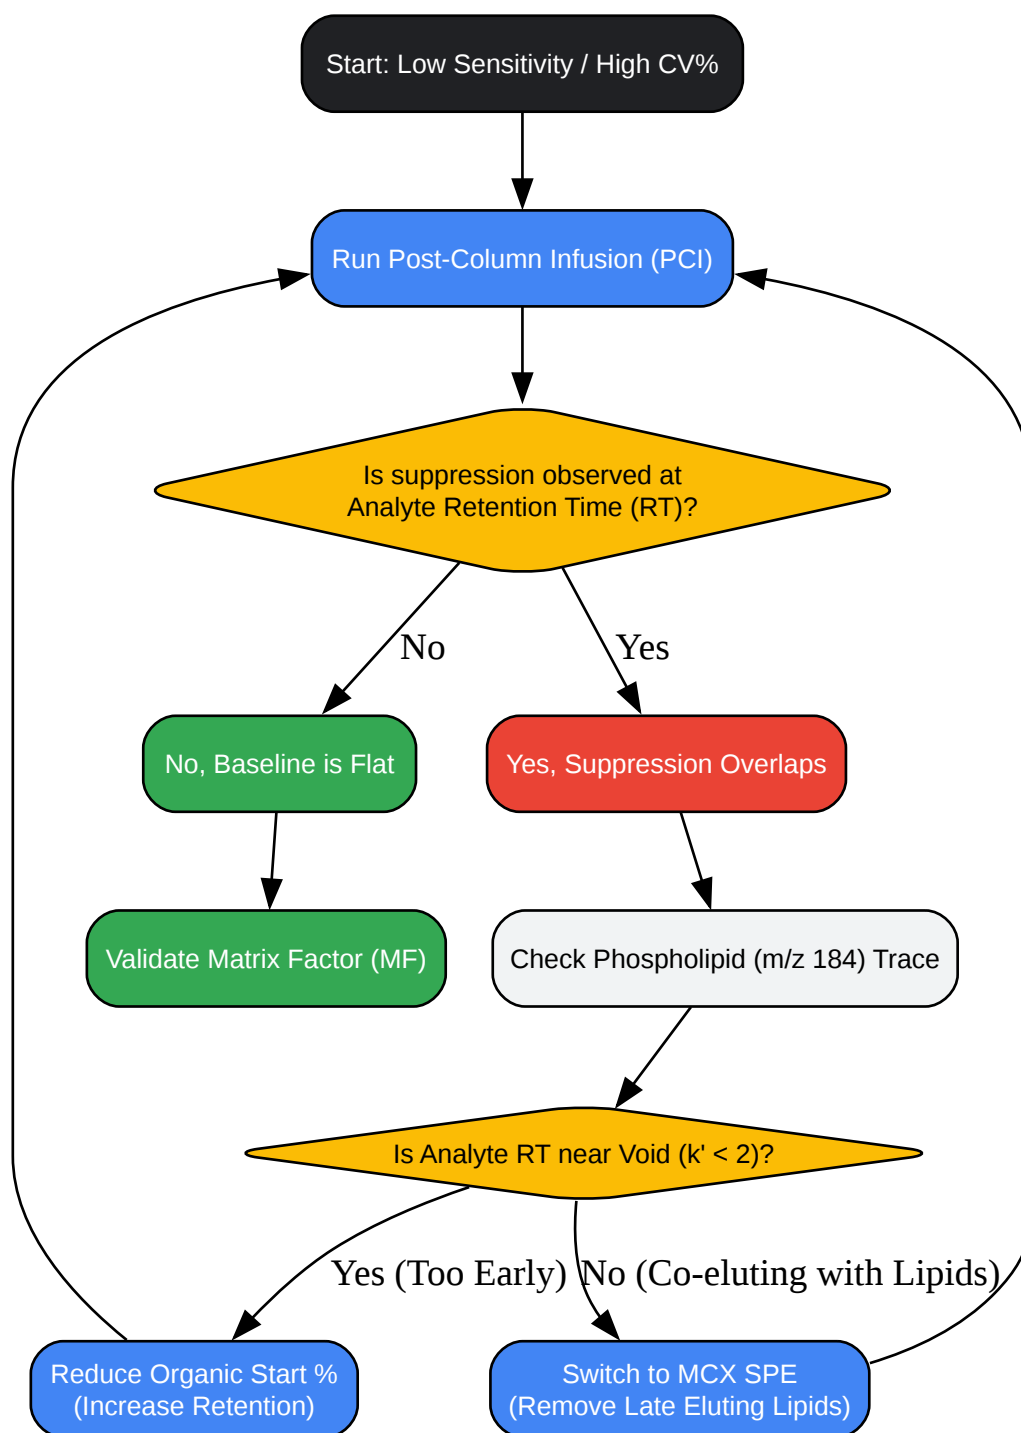 Start: Low Sensitivity / High CV%
Run Post-Column Infusion (PCI)
Is suppression observed at
Analyte Retention Time (RT)?
No
Yes
No, Baseline is Flat
Yes, Suppression Overlaps
Validate Matrix Factor (MF)
Check Phospholipid (m/z 184) Trace
Is Analyte RT near Void (k' < 2)?
Yes (Too Early)
No (Co-eluting with Lipids)
Reduce Organic Start %
(Increase Retention)
Switch to MCX SPE
(Remove Late Eluting Lipids)